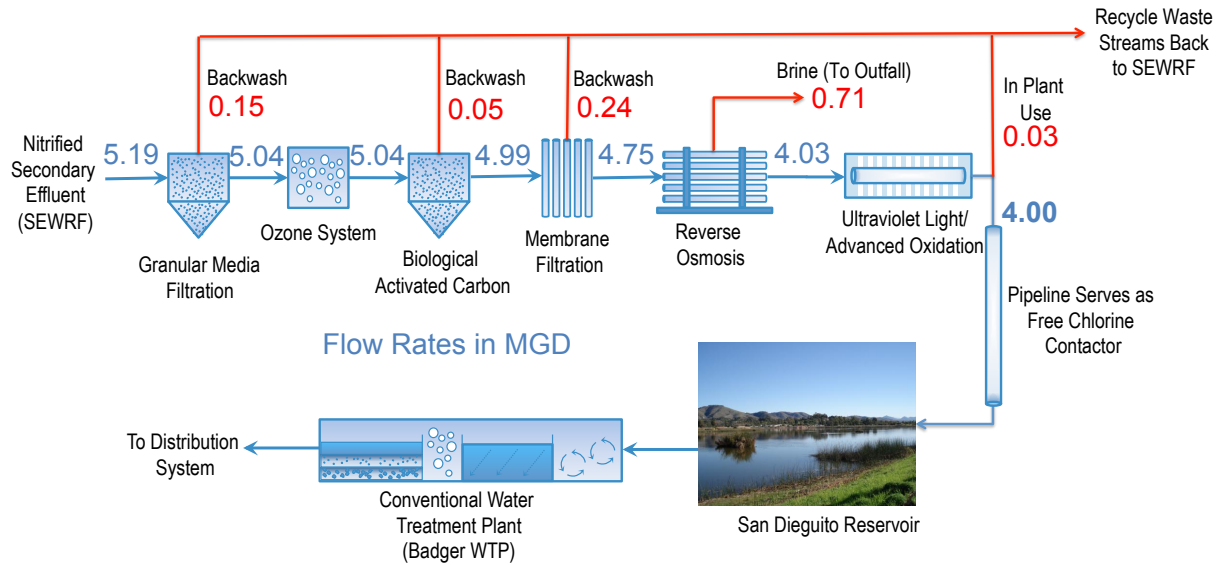 Recycle Waste
Streams Back
to SEWRF
Backwash
0.15
Backwash
0.05
Backwash
0.24
Brine (To Outfall)
0.71
In Plant
Use
0.03
Nitrified
Secondary
Effluent
(SEWRF)
5.19
5.04
5.04
4.99
4.75
4.03
4.00
Granular Media
Filtration
Ozone System
Biological
Activated Carbon
Membrane
Filtration
Reverse
Osmosis
Ultraviolet Light/
Advanced Oxidation
Pipeline Serves as
Free Chlorine
Contactor
Flow Rates in MGD
To Distribution
System
Conventional Water
Treatment Plant
(Badger WTP)
San Dieguito Reservoir